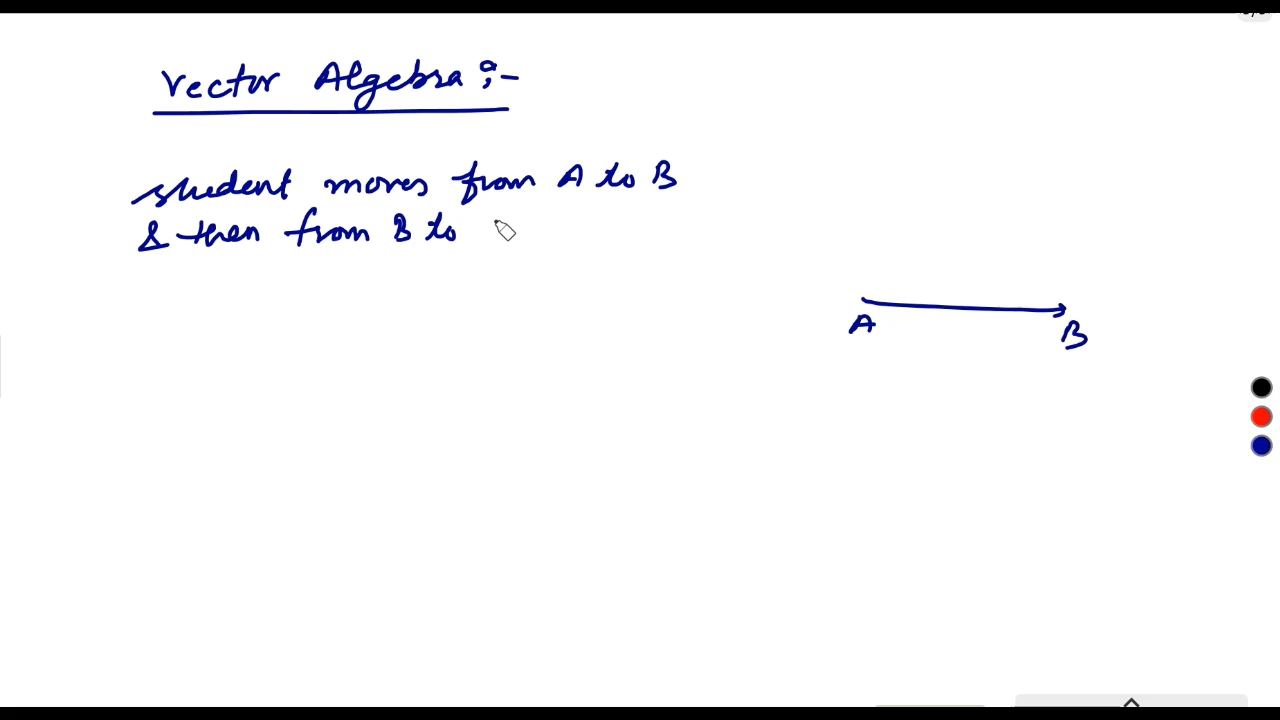 Vector Algebra :-
student moves from A to B
& then from B to
A
B